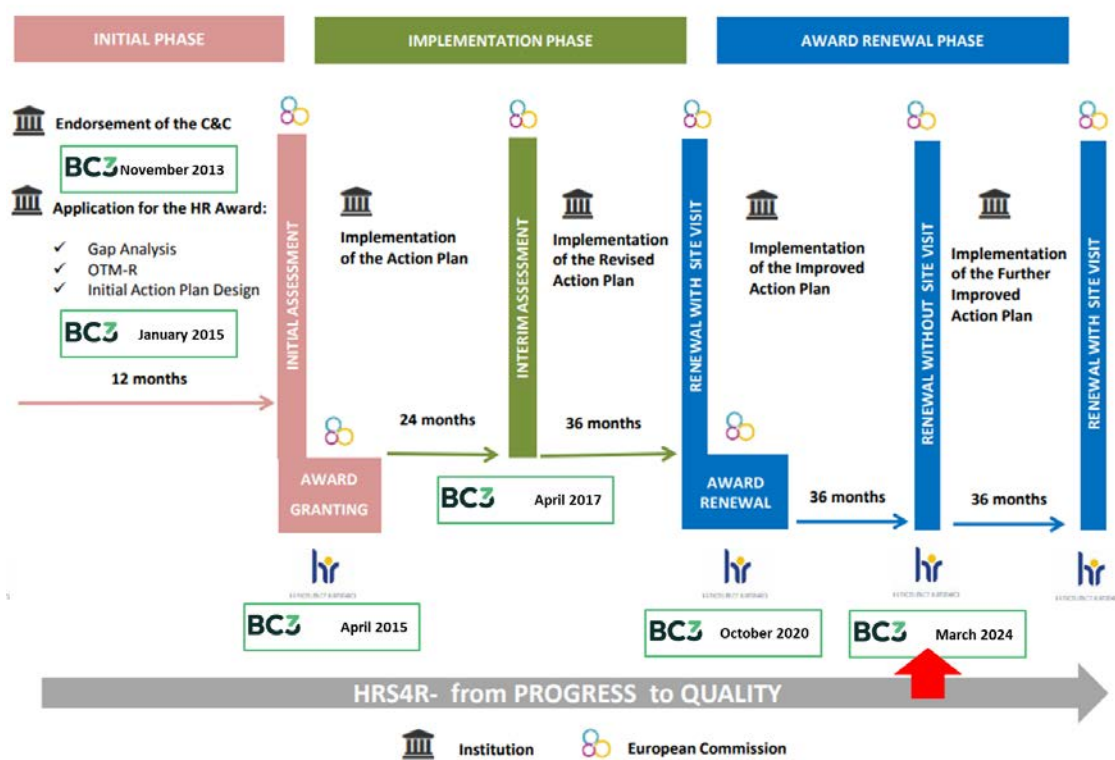 INITIAL PHASE
IMPLEMENTATION PHASE
AWARD RENEWAL PHASE
Endorsement of the C&C
BC3 November 2013
Application for the HR Award:
✓ Gap Analysis
✓ OTM-R
✓ Initial Action Plan Design
BC3 January 2015
12 months
INITIAL ASSESSMENT
AWARD
GRANTING
BC3 April 2015
Implementation
of the Action Plan
24 months
INTERIM ASSESSMENT
BC3 April 2017
Implementation
of the Revised
Action Plan
36 months
RENEWAL WITH SITE VISIT
AWARD
RENEWAL
hr
BC3 October 2020
Implementation
of the Improved
Action Plan
36 months
RENEWAL WITHOUT SITE VISIT
hr
BC3 March 2024
Implementation
of the Further
Improved
Action Plan
36 months
RENEWAL WITH SITE VISIT
hr
hr
HRS4R- from PROGRESS to QUALITY
Institution
European Commission